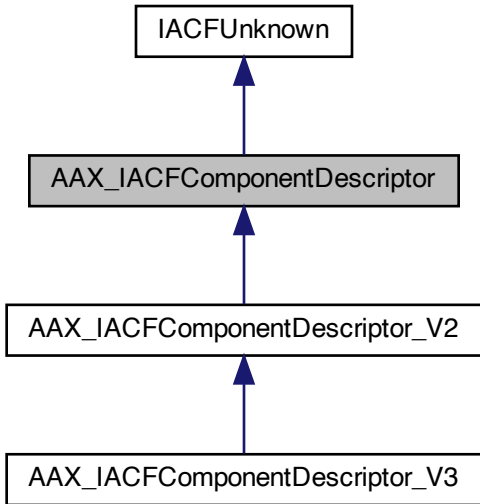 IACFUnknown
AAX_IACFComponentDescriptor
AAX_IACFComponentDescriptor_V2
AAX_IACFComponentDescriptor_V3